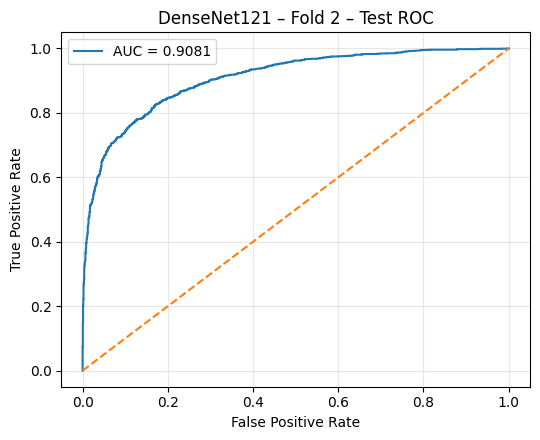 DenseNet121 – Fold 2 – Test ROC
AUC = 0.9081
True Positive Rate
1.0
0.8
0.6
0.4
0.2
0.0
0.0 0.2 0.4 0.6 0.8 1.0
False Positive Rate